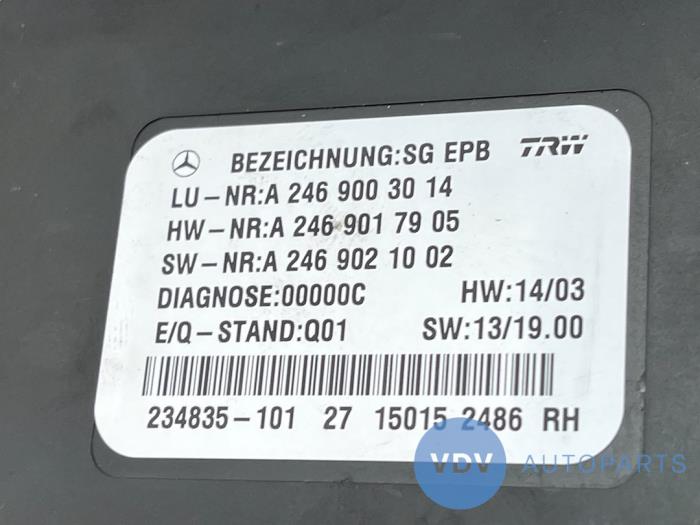 BEZEICHNUNG:SG EPB TRW
LU-NR:A 246 900 30 14
HW-NR:A 246 901 79 05
SW-NR:A 246 902 10 02
DIAGNOSE:00000C HW:14/03
E/Q-STAND:Q01 SW:13/19.00
234835-101 27 15015 2486 RH
VDV AUTOPARTS